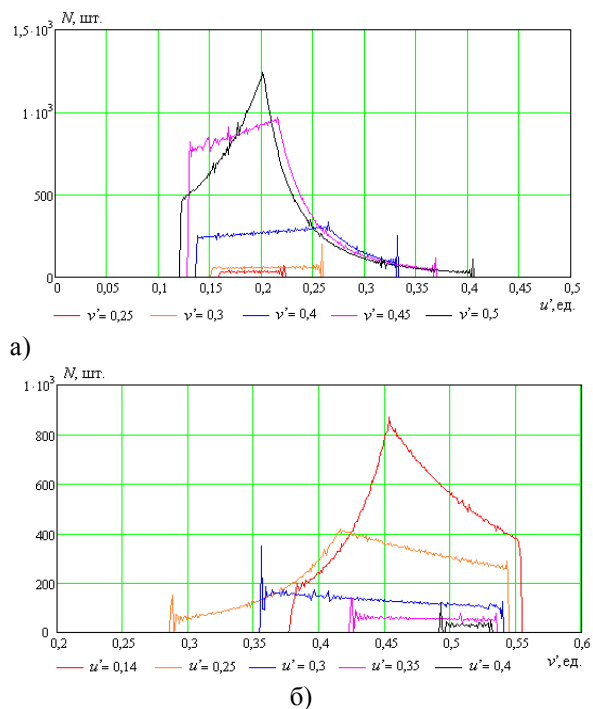 N, шт.
1,5·10³
1·10³
500
0
0 0,05 0,1 0,15 0,2 0,25 0,3 0,35 0,4 0,45 0,5
u', ед.
v'= 0,25 v'= 0,3 v'= 0,4 v'= 0,45 v'= 0,5
а)
N, шт.
1·10³
800
600
400
200
0
0,2 0,25 0,3 0,35 0,4 0,45 0,5 0,55 0,6
u'= 0,14 u'= 0,25 u'= 0,3 u'= 0,35 u'= 0,4 v', ед.
б)